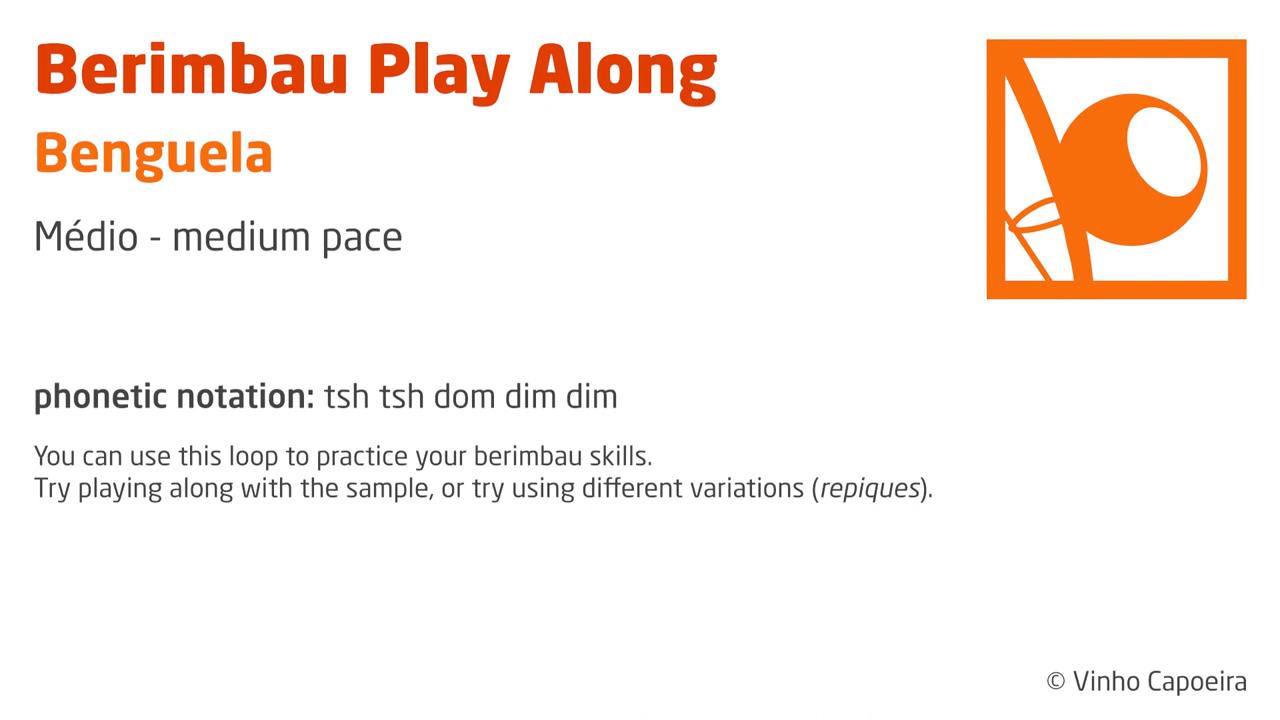 Berimbau Play Along
Benguela
Médio - medium pace
phonetic notation: tsh tsh dom dim dim
You can use this loop to practice your berimbau skills.
Try playing along with the sample, or try using different variations (repiques).
© Vinho Capoeira